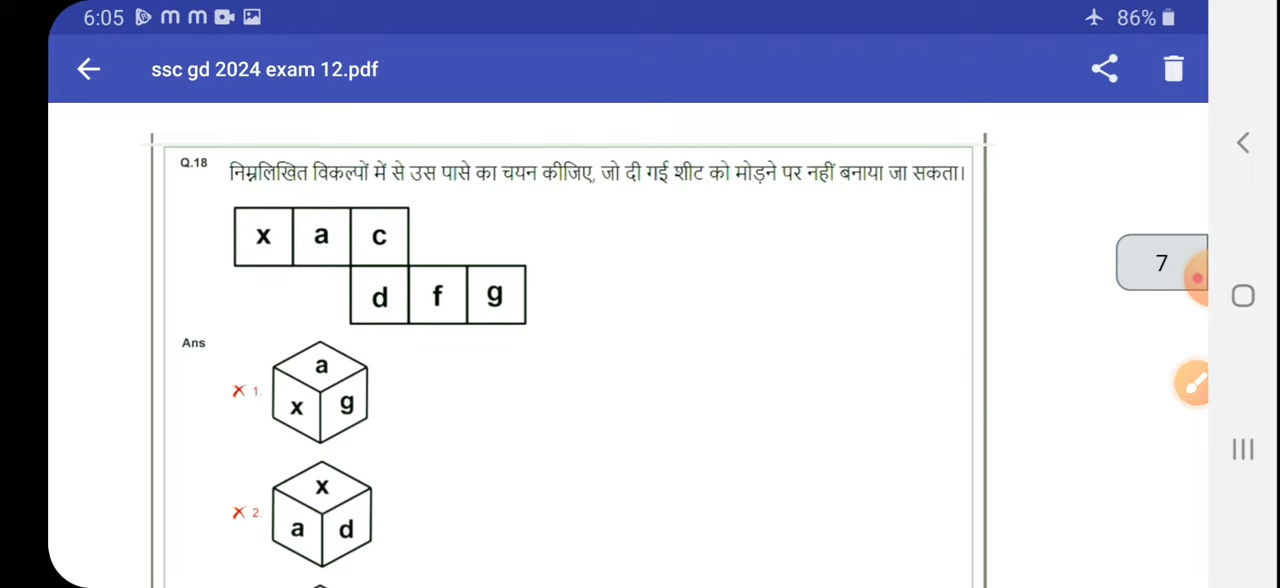 6:05 m m 86%
ssc gd 2024 exam 12.pdf
Q.18 निम्नलिखित विकल्पों में से उस पासे का चयन कीजिए, जो दी गई शीट को मोड़ने पर नहीं बनाया जा सकता।
x a c
d f g
7
Ans
a
X 1. x g
x
X 2. a d